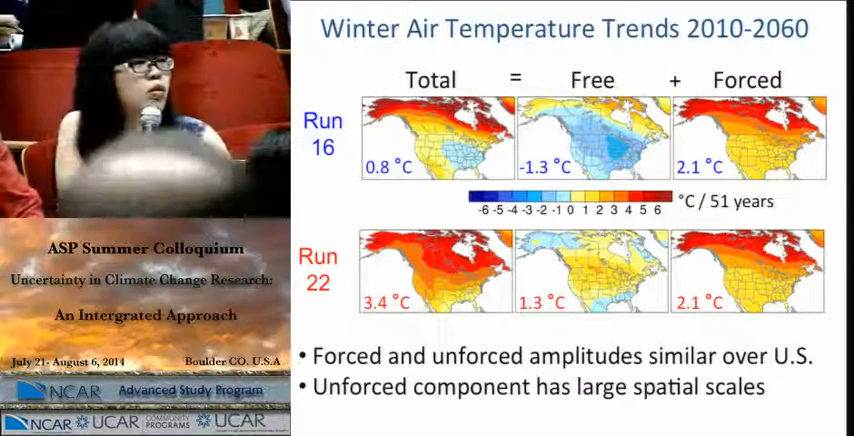 Winter Air Temperature Trends 2010-2060
Total = Free + Forced
Run 16
0.8 °C
-1.3 °C
2.1 °C
-6 -5 -4 -3 -2 -1 0 1 2 3 4 5 6 °C / 51 years
Run 22
3.4 °C
1.3 °C
2.1 °C
• Forced and unforced amplitudes similar over U.S.
• Unforced component has large spatial scales
ASP Summer Colloquium
Uncertainty in Climate Change Research:
An Intergrated Approach
July 21- August 6, 2014 Boulder CO. U.S.A
NCAR Advanced Study Program
NCAR UCAR COMMUNITY PROGRAMS UCAR